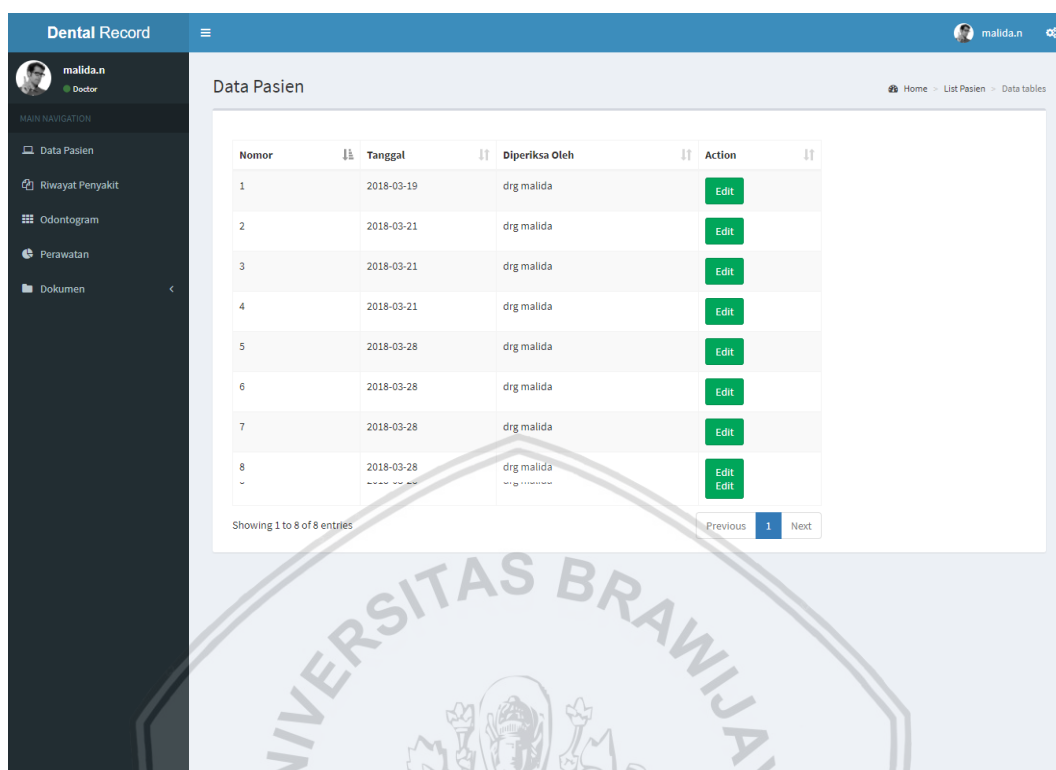 Dental Record
malida.n
malida.n
Doctor
Data Pasien
Home > List Pasien > Data tables
MAIN NAVIGATION
Data Pasien
Riwayat Penyakit
Odontogram
Perawatan
Dokumen
Nomor Tanggal Diperiksa Oleh Action
1 2018-03-19 drg malida Edit
2 2018-03-21 drg malida Edit
3 2018-03-21 drg malida Edit
4 2018-03-21 drg malida Edit
5 2018-03-28 drg malida Edit
6 2018-03-28 drg malida Edit
7 2018-03-28 drg malida Edit
8 2018-03-28 drg malida Edit
Edit
Showing 1 to 8 of 8 entries
Previous 1 Next